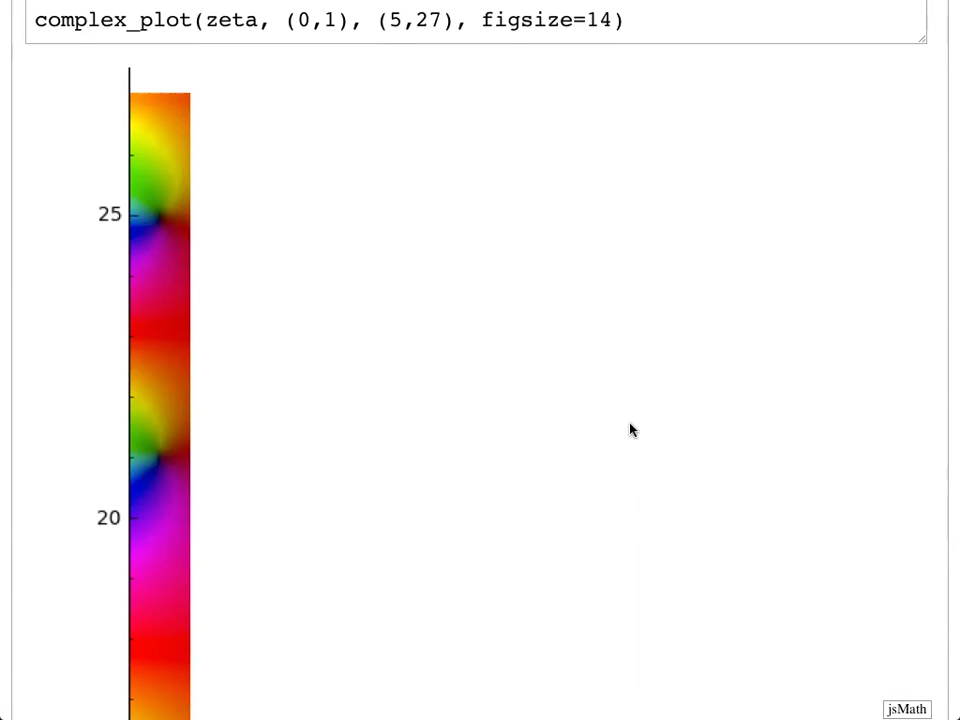 complex_plot(zeta, (0,1), (5,27), figsize=14)
25
20
jsMath